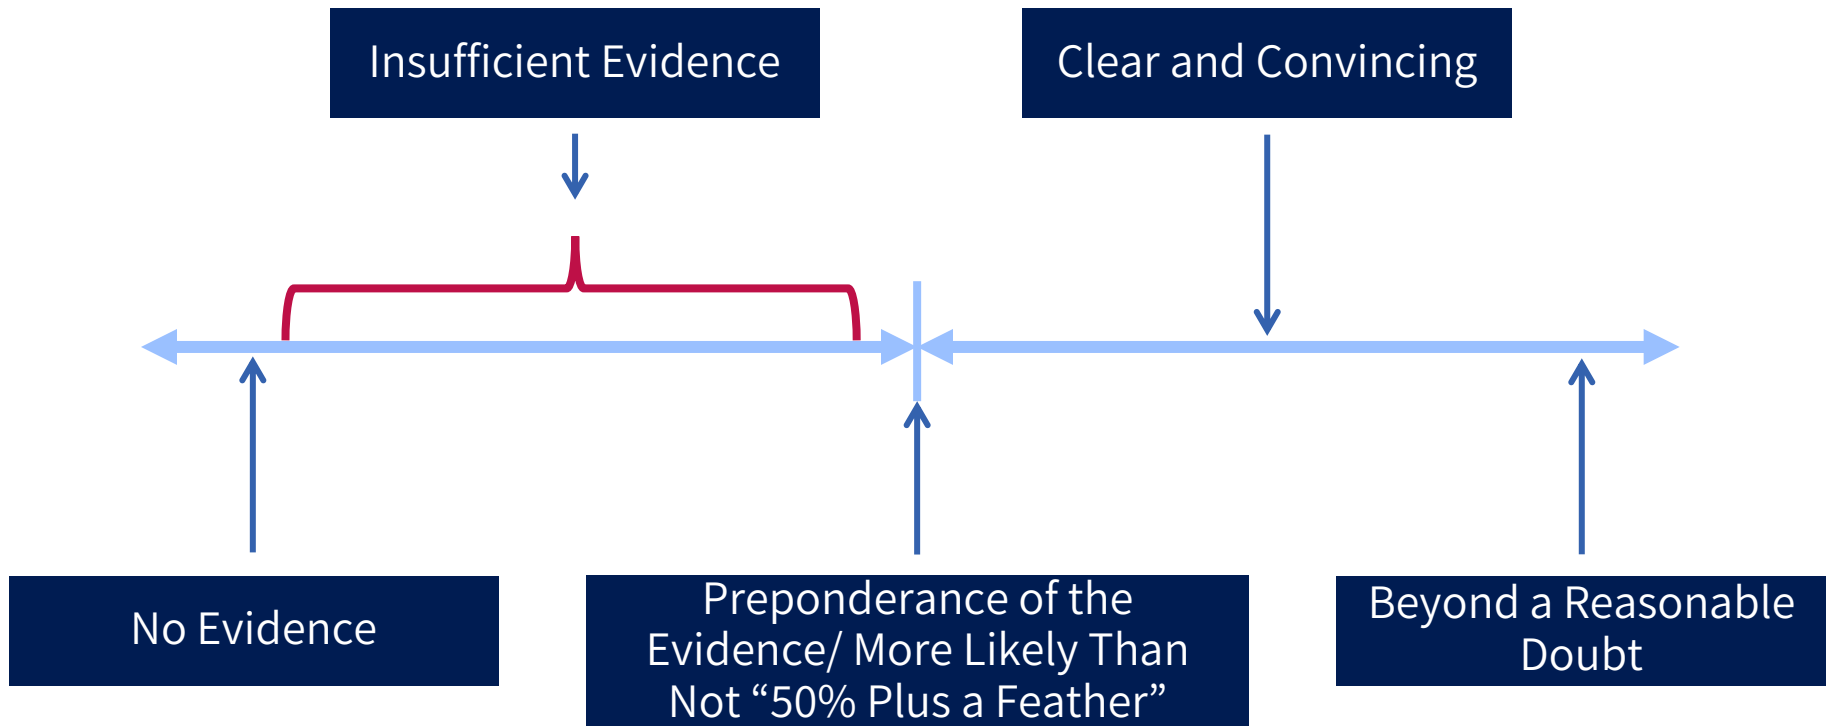 Insufficient Evidence
Clear and Convincing
No Evidence
Preponderance of the
Evidence/ More Likely Than
Not “50% Plus a Feather”
Beyond a Reasonable
Doubt